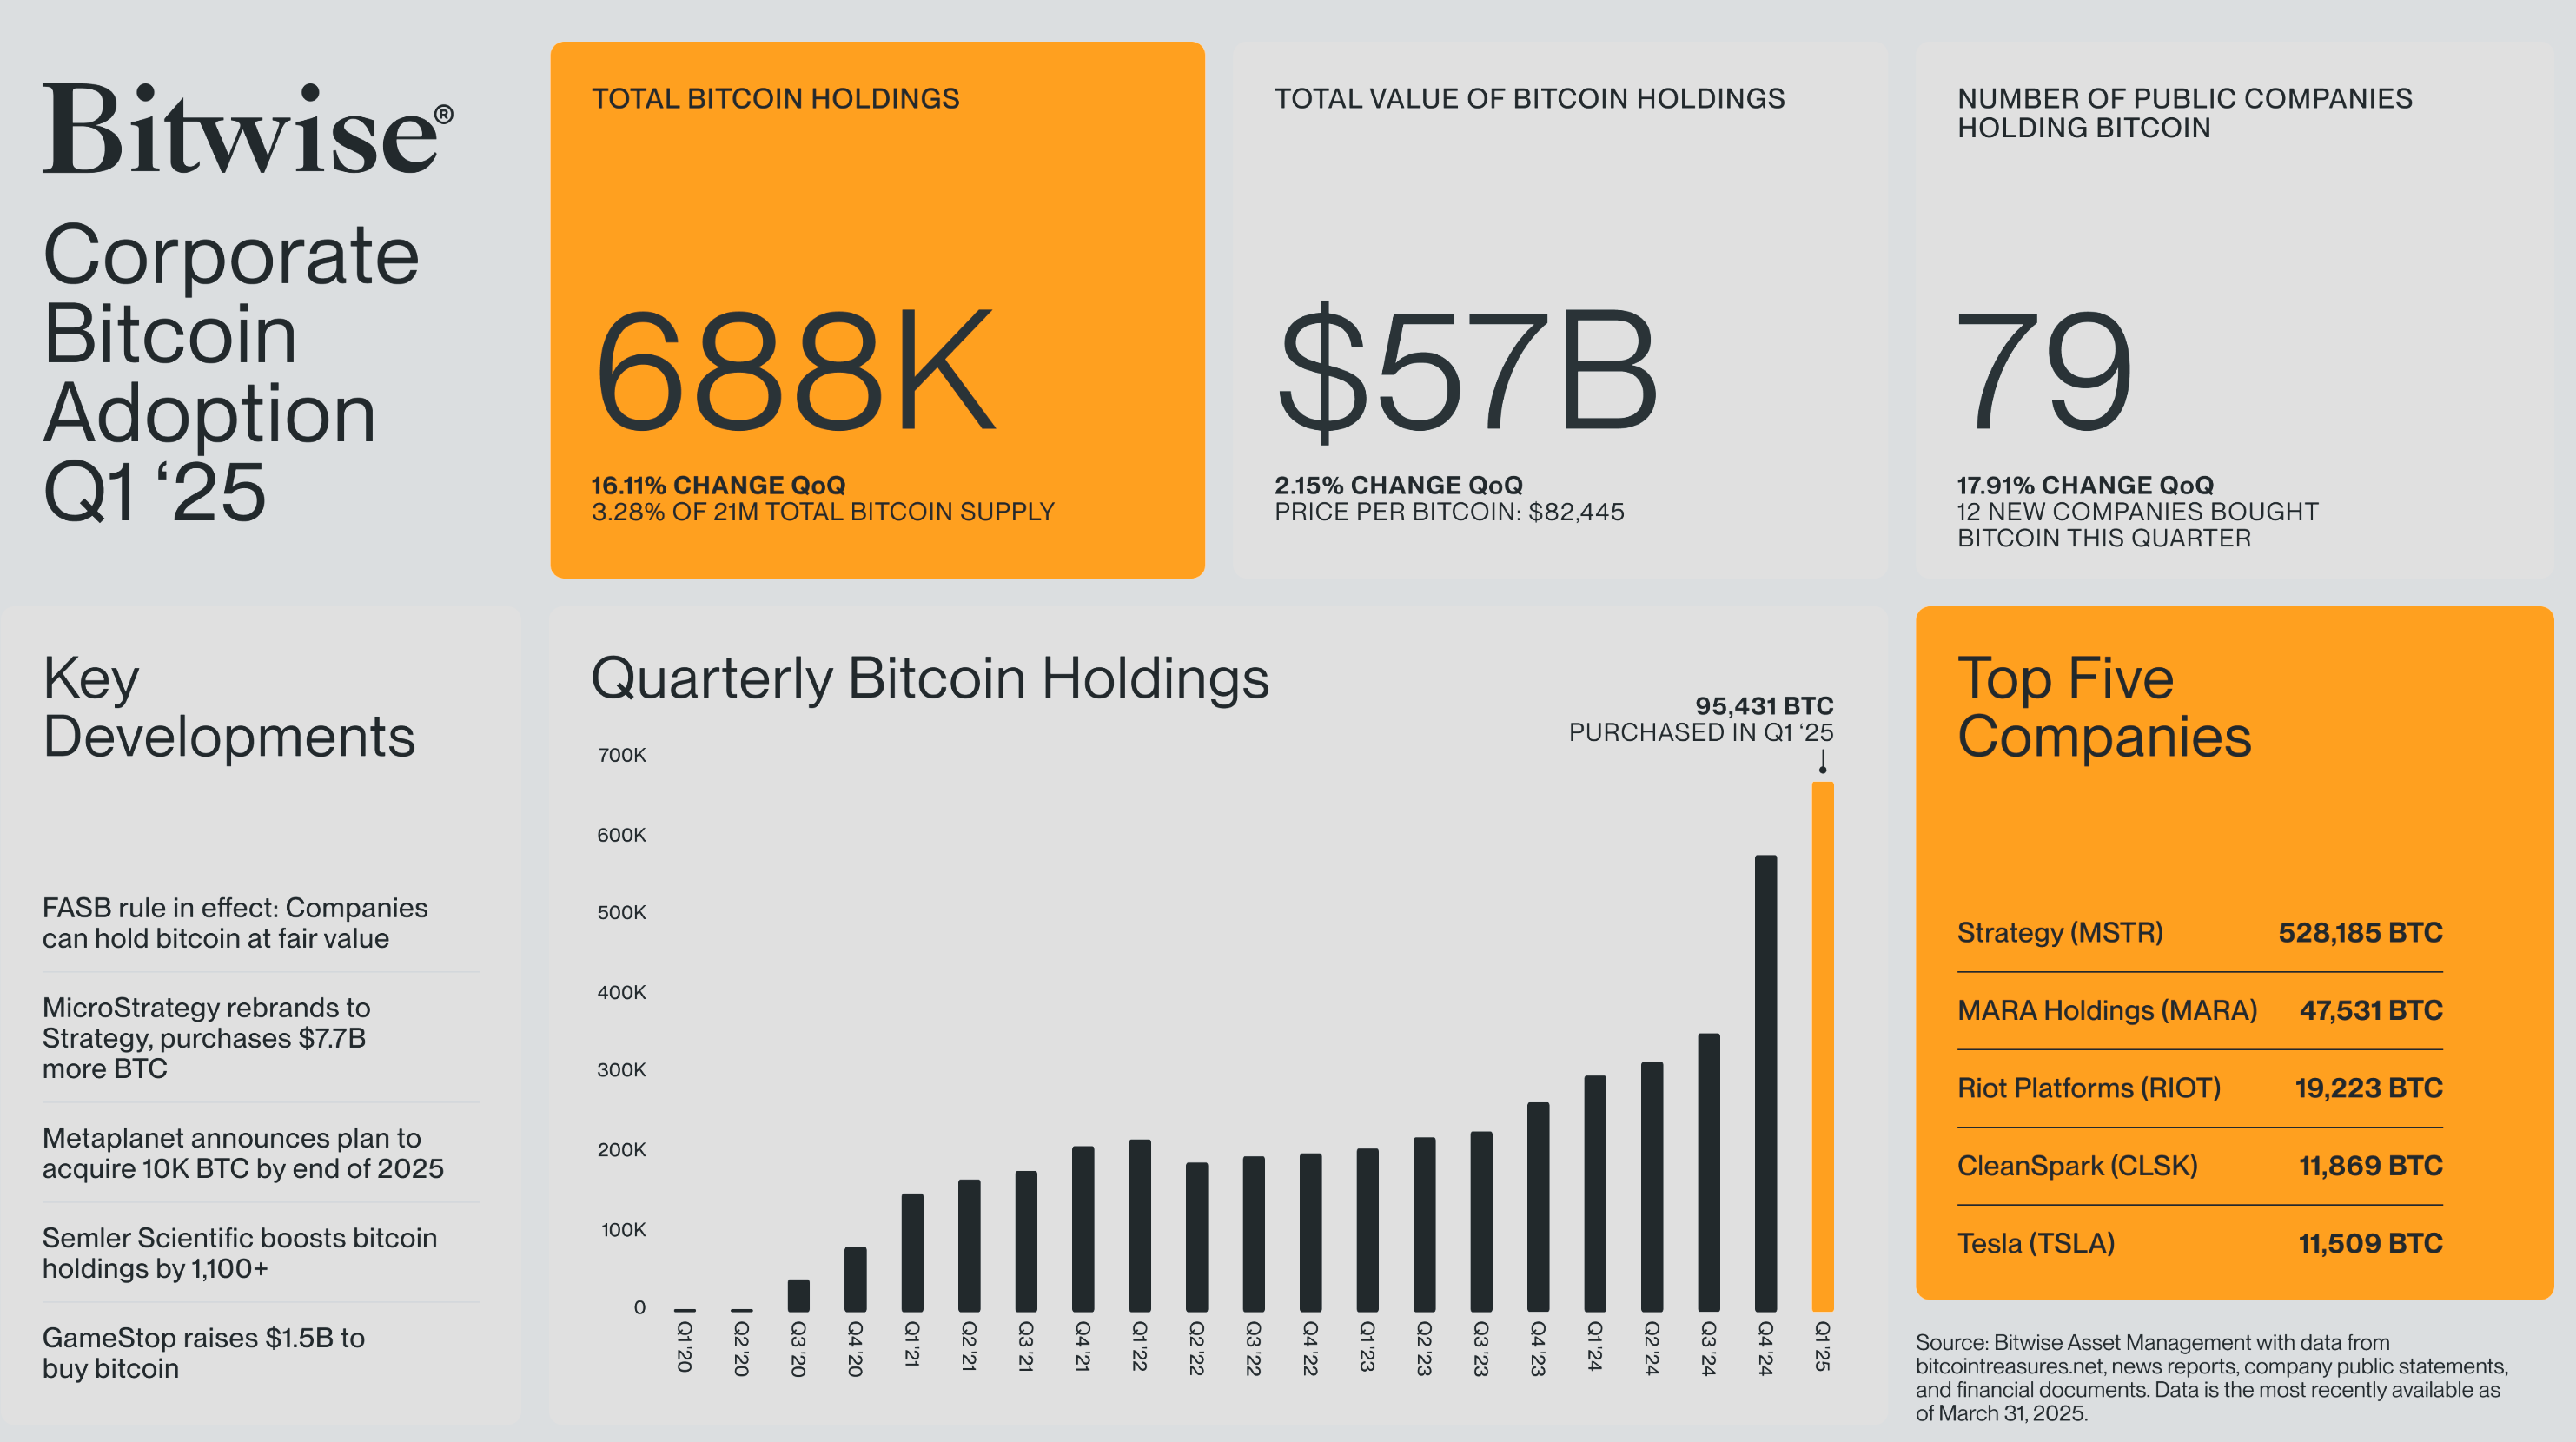 Bitwise®
Corporate
Bitcoin
Adoption
Q1 ‘25
TOTAL BITCOIN HOLDINGS
688K
16.11% CHANGE QoQ
3.28% OF 21M TOTAL BITCOIN SUPPLY
TOTAL VALUE OF BITCOIN HOLDINGS
$57B
2.15% CHANGE QoQ
PRICE PER BITCOIN: $82,445
NUMBER OF PUBLIC COMPANIES
HOLDING BITCOIN
79
17.91% CHANGE QoQ
12 NEW COMPANIES BOUGHT
BITCOIN THIS QUARTER
Key
Developments
FASB rule in effect: Companies
can hold bitcoin at fair value
MicroStrategy rebrands to
Strategy, purchases $7.7B
more BTC
Metaplanet announces plan to
acquire 10K BTC by end of 2025
Semler Scientific boosts bitcoin
holdings by 1,100+
GameStop raises $1.5B to
buy bitcoin
Quarterly Bitcoin Holdings
95,431 BTC
PURCHASED IN Q1 ‘25
700K
600K
500K
400K
300K
200K
100K
0
Q1 '20
Q2 '20
Q3 '20
Q4 '20
Q1 '21
Q2 '21
Q3 '21
Q4 '21
Q1 '22
Q2 '22
Q3 '22
Q4 '22
Q1 '23
Q2 '23
Q3 '23
Q4 '23
Q1 '24
Q2 '24
Q3 '24
Q4 '24
Q1 '25
Top Five
Companies
Strategy (MSTR) 528,185 BTC
MARA Holdings (MARA) 47,531 BTC
Riot Platforms (RIOT) 19,223 BTC
CleanSpark (CLSK) 11,869 BTC
Tesla (TSLA) 11,509 BTC
Source: Bitwise Asset Management with data from
bitcointreasures.net, news reports, company public statements,
and financial documents. Data is the most recently available as
of March 31, 2025.